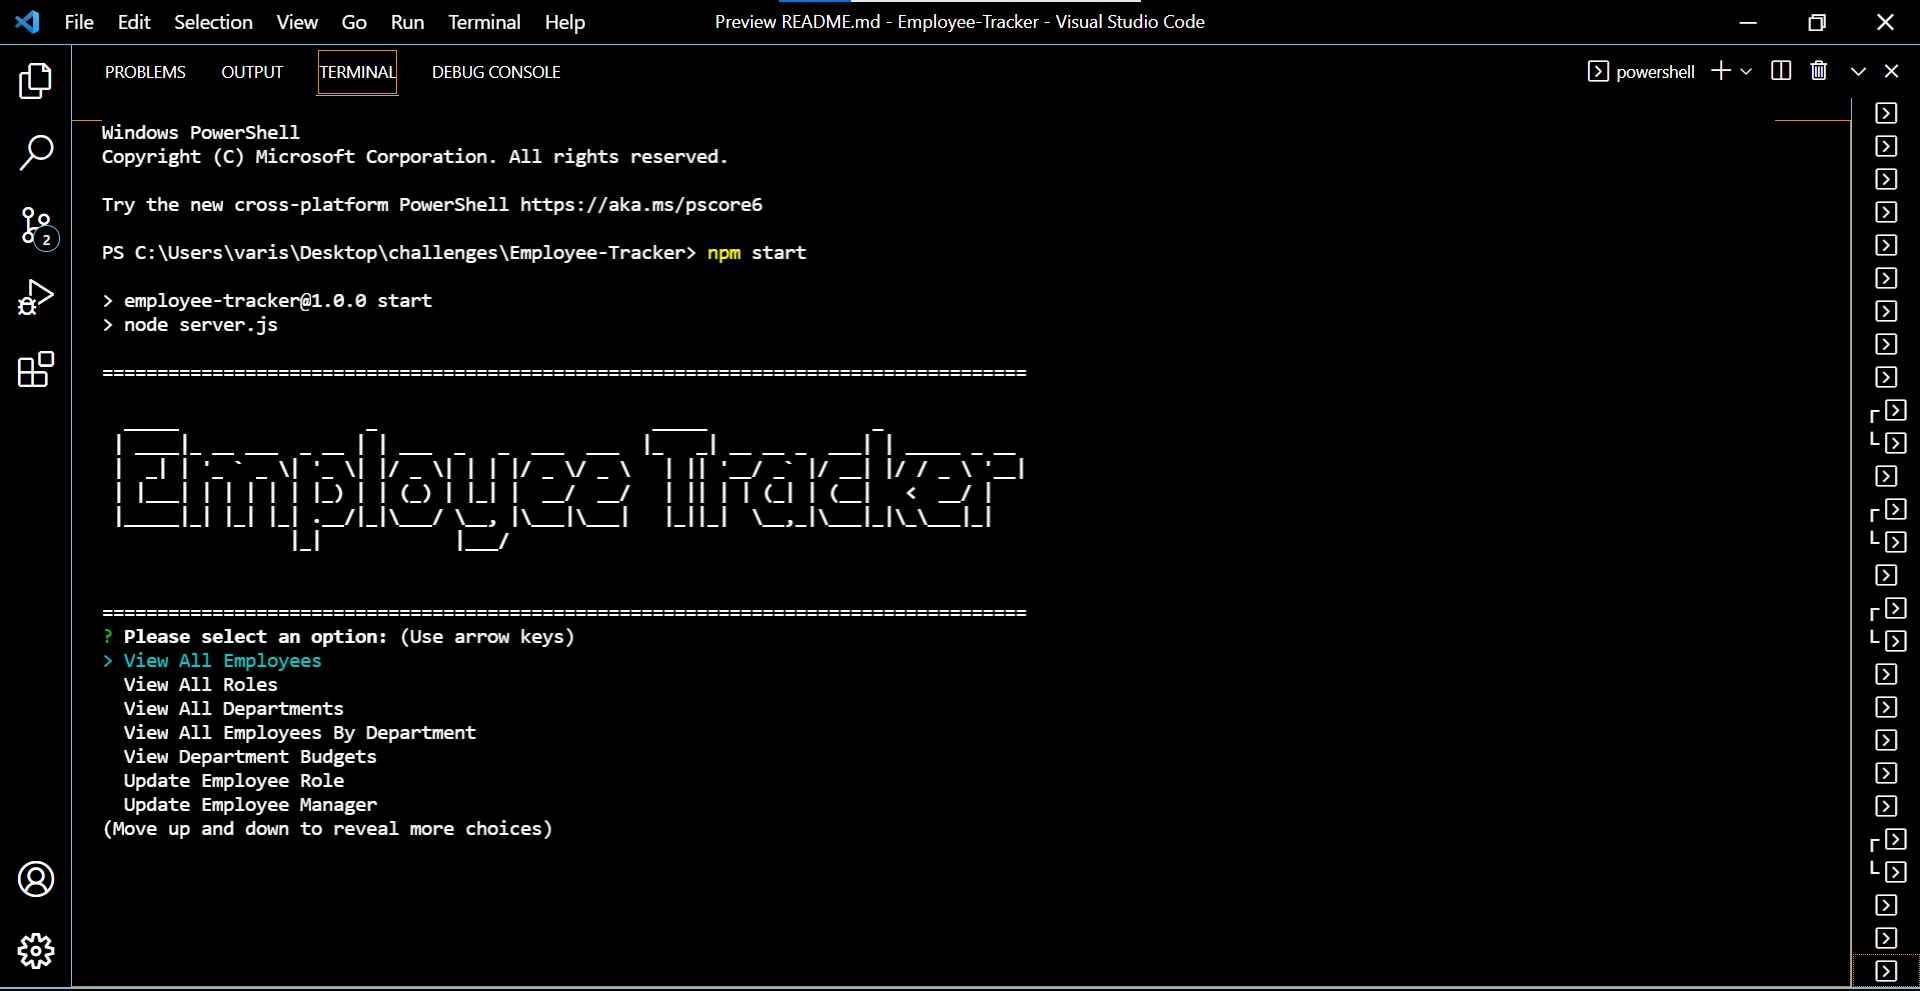 File Edit Selection View Go Run Terminal Help
Preview README.md - Employee-Tracker - Visual Studio Code
PROBLEMS OUTPUT TERMINAL DEBUG CONSOLE
powershell
2
Windows PowerShell
Copyright (C) Microsoft Corporation. All rights reserved.
Try the new cross-platform PowerShell https://aka.ms/pscore6
PS C:\Users\varis\Desktop\challenges\Employee-Tracker> npm start
> employee-tracker@1.0.0 start
> node server.js
====================================================================================
Employee Tracker
====================================================================================
? Please select an option: (Use arrow keys)
> View All Employees
View All Roles
View All Departments
View All Employees By Department
View Department Budgets
Update Employee Role
Update Employee Manager
(Move up and down to reveal more choices)